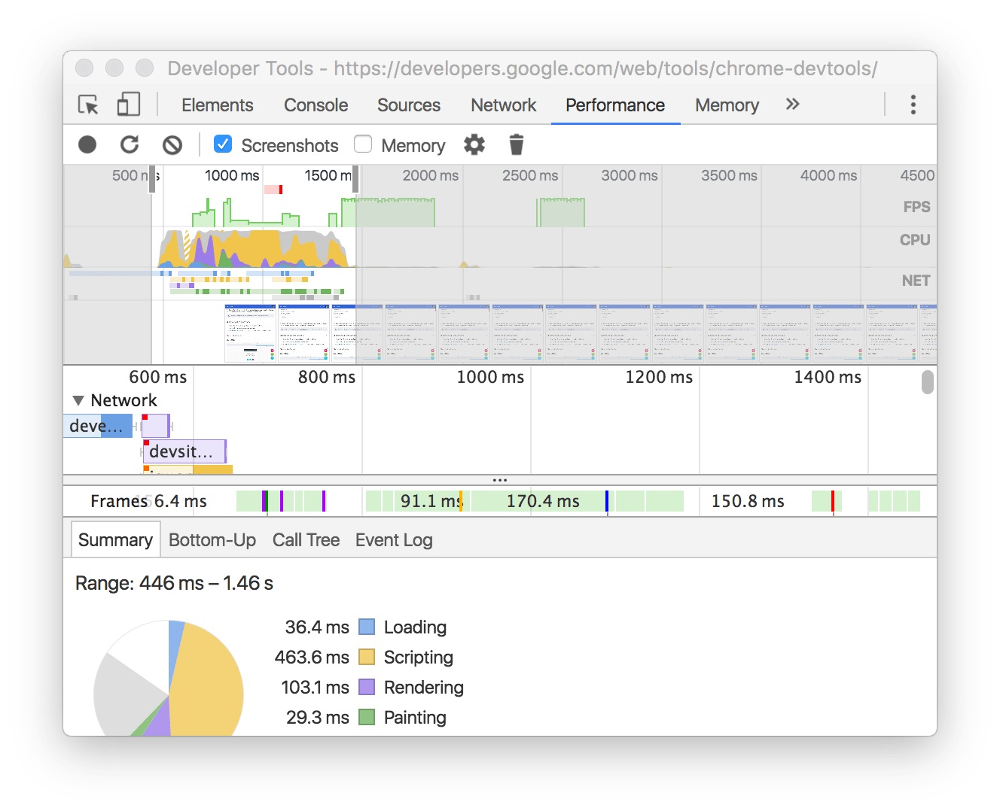 Developer Tools - https://developers.google.com/web/tools/chrome-devtools/
Elements Console Sources Network Performance Memory »
Screenshots Memory
500 1000 ms 1500 m 2000 ms 2500 ms 3000 ms 3500 ms 4000 ms 4500
FPS
CPU
NET
600 ms 800 ms 1000 ms 1200 ms 1400 ms
Network
deve...
devsit...
Frames 6.4 ms 91.1 ms 170.4 ms 150.8 ms
Summary Bottom-Up Call Tree Event Log
Range: 446 ms – 1.46 s
36.4 ms Loading
463.6 ms Scripting
103.1 ms Rendering
29.3 ms Painting